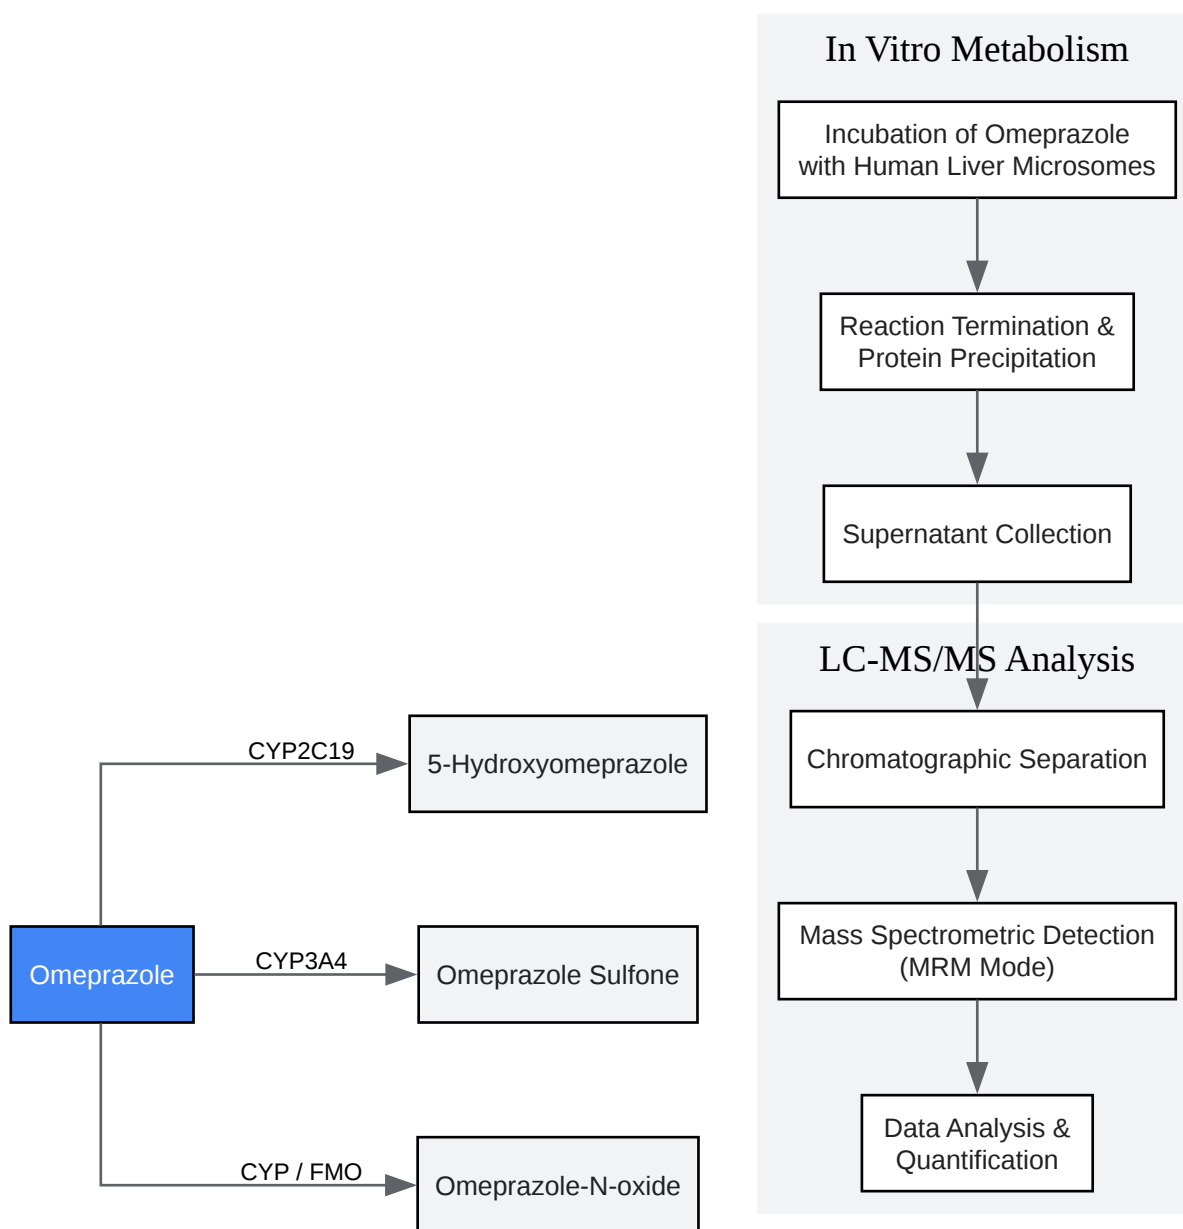 In Vitro Metabolism
Incubation of Omeprazole
with Human Liver Microsomes
Reaction Termination &
Protein Precipitation
Supernatant Collection
LC-MS/MS Analysis
Chromatographic Separation
Mass Spectrometric Detection
(MRM Mode)
Data Analysis &
Quantification
Omeprazole
CYP2C19
5-Hydroxyomeprazole
CYP3A4
Omeprazole Sulfone
CYP / FMO
Omeprazole-N-oxide